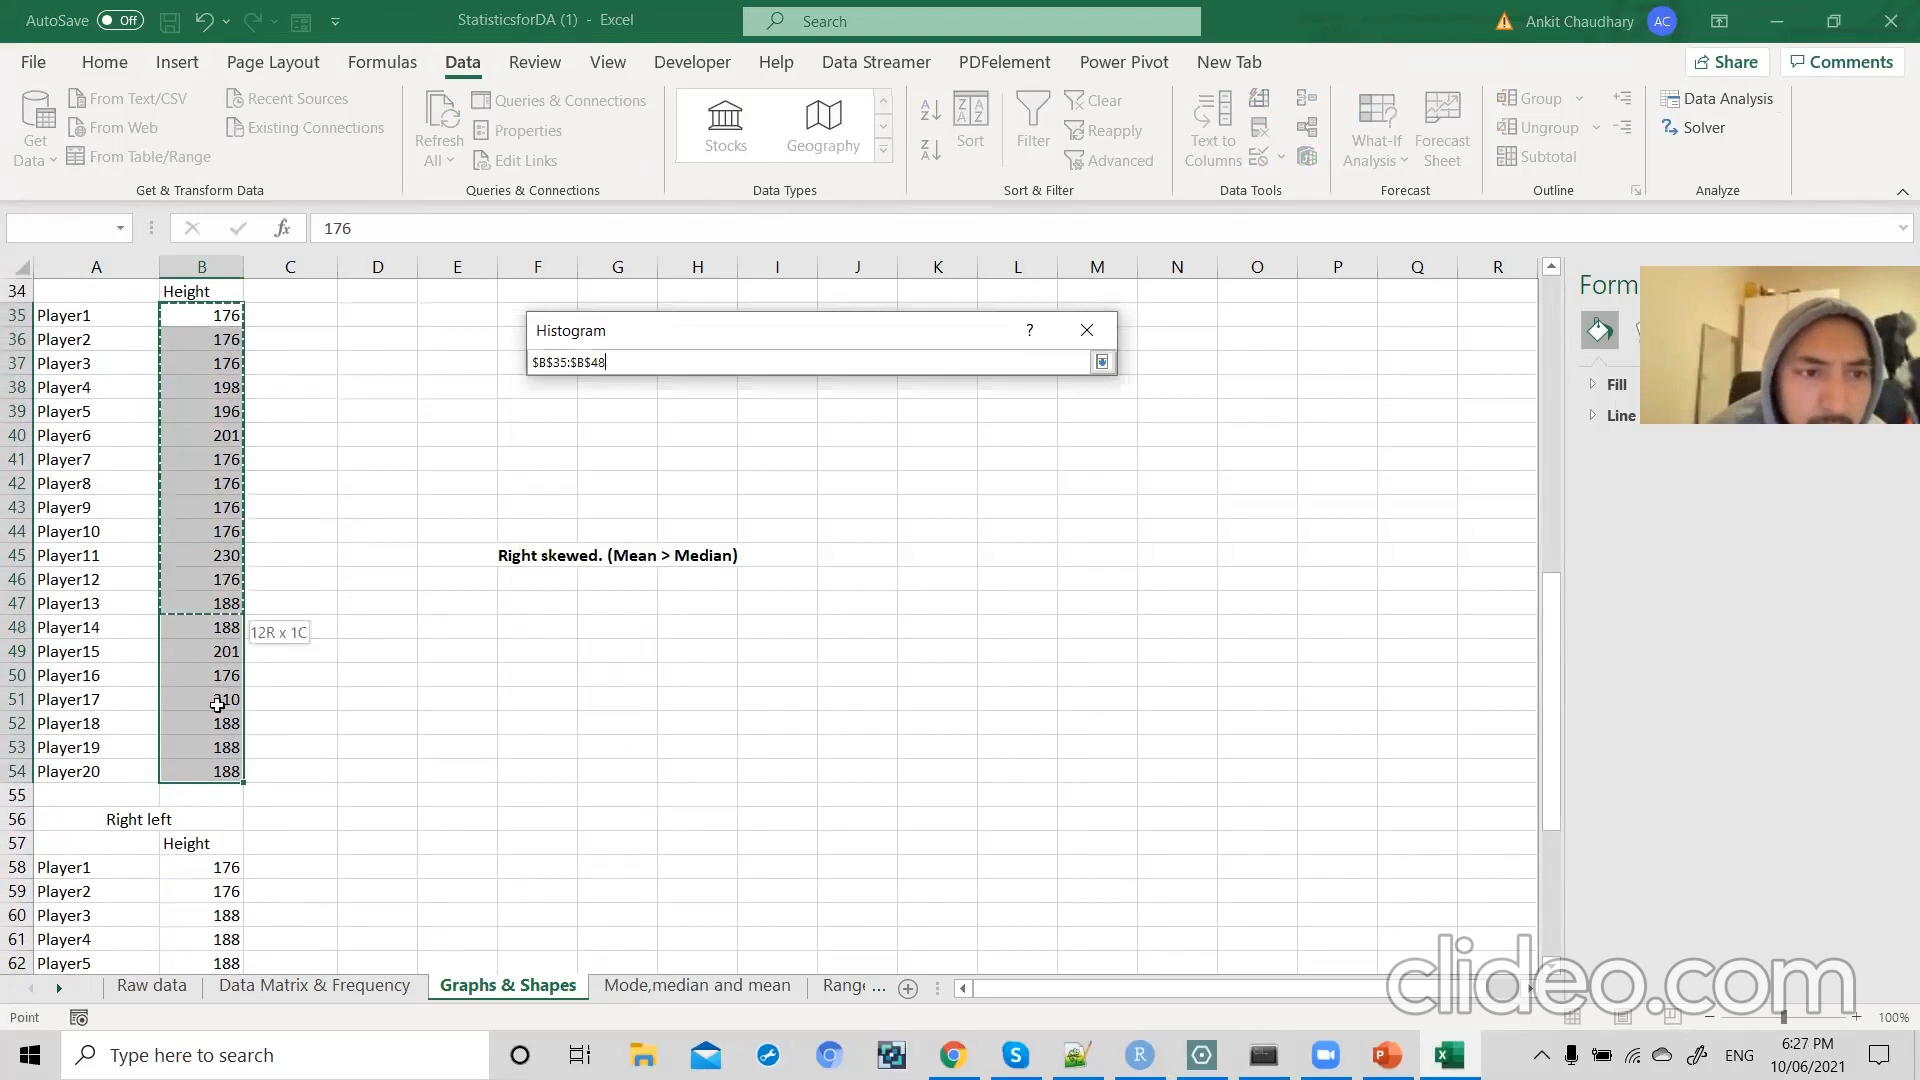 AutoSave Off
StatisticsforDA (1) - Excel
Search
Ankit Chaudhary AC
File Home Insert Page Layout Formulas Data Review View Developer Help Data Streamer PDFelement Power Pivot New Tab Share Comments
Get Data
From Text/CSV
From Web
From Table/Range
Recent Sources
Existing Connections
Get & Transform Data
Refresh All
Queries & Connections
Properties
Edit Links
Queries & Connections
Stocks
Geography
Data Types
Sort
Filter
Clear
Reapply
Advanced
Sort & Filter
Text to Columns
Data Tools
What-If Analysis
Forecast Sheet
Forecast
Group
Ungroup
Subtotal
Outline
Data Analysis
Solver
Analyze
fx 176
A B C D E F G H I J K L M N O P Q R
34 Height
35 Player1 176
36 Player2 176
37 Player3 176
38 Player4 198
39 Player5 196
40 Player6 201
41 Player7 176
42 Player8 176
43 Player9 176
44 Player10 176
45 Player11 230
46 Player12 176
47 Player13 188
48 Player14 188
49 Player15 201
50 Player16 176
51 Player17
52 Player18 188
53 Player19 188
54 Player20 188
55
56 Right left
57 Height
58 Player1 176
59 Player2 176
60 Player3 188
61 Player4 188
62 Player5 188
Histogram ?
$B$35:$B$48
Right skewed. (Mean > Median)
12R x 1C
Form
Fill
Line
Raw data Data Matrix & Frequency Graphs & Shapes Mode,median and mean Range ...
clideo.com
Point
100%
Type here to search
ENG
6:27 PM
10/06/2021